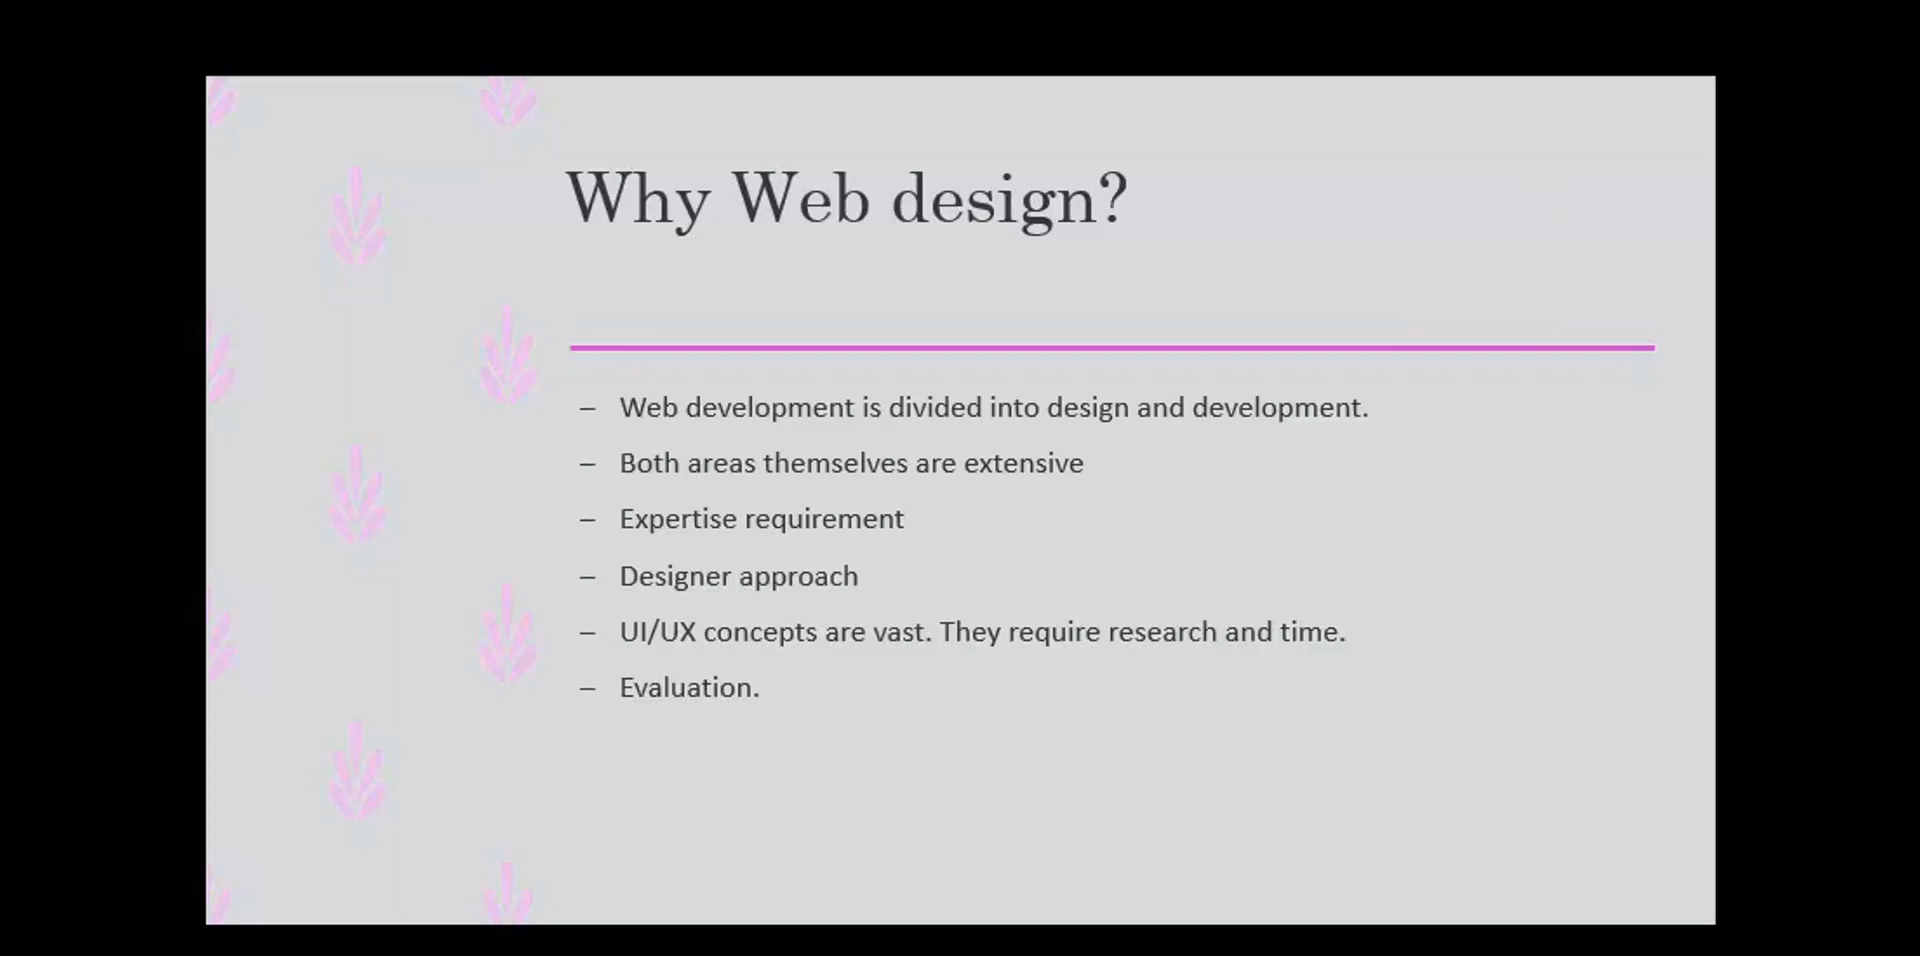 Why Web design?
– Web development is divided into design and development.
– Both areas themselves are extensive
– Expertise requirement
– Designer approach
– UI/UX concepts are vast. They require research and time.
– Evaluation.